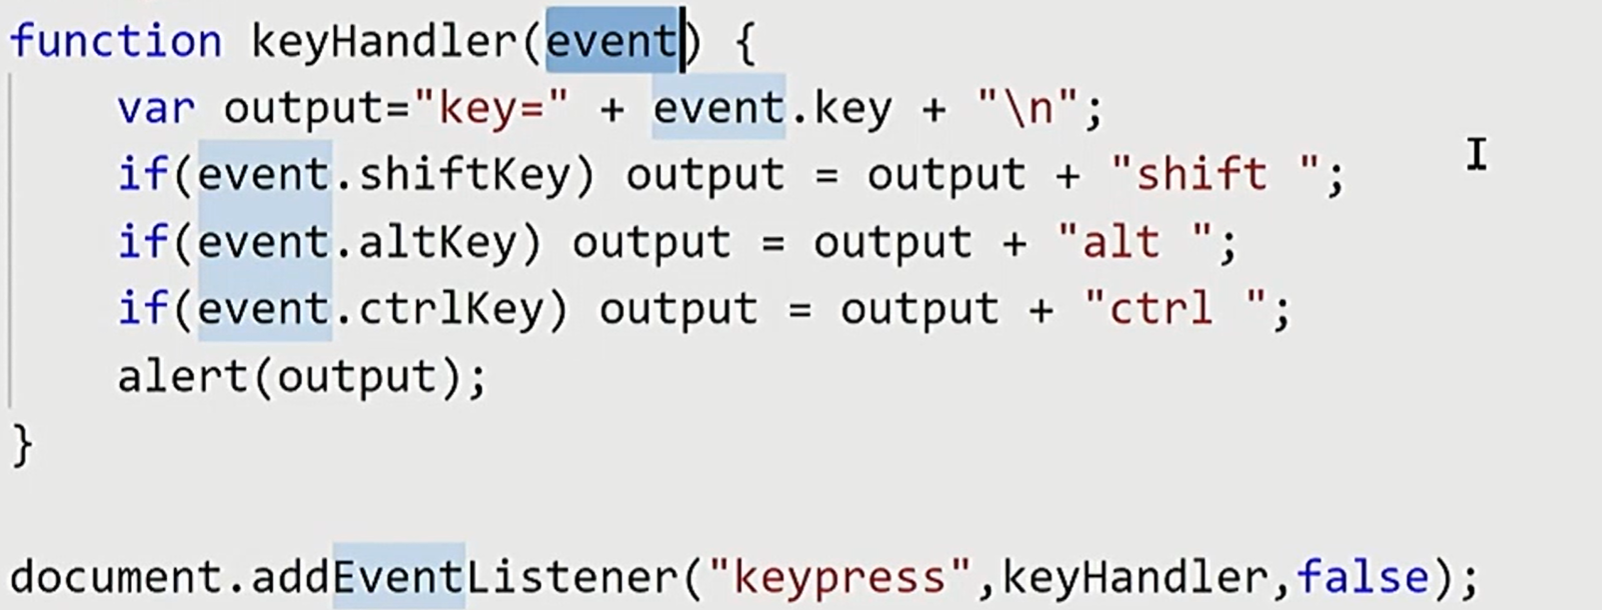 function keyHandler(event) {
    var output="key=" + event.key + "\n";
    if(event.shiftKey) output = output + "shift ";
    if(event.altKey) output = output + "alt ";
    if(event.ctrlKey) output = output + "ctrl ";
    alert(output);
}
document.addEventListener("keypress",keyHandler,false);